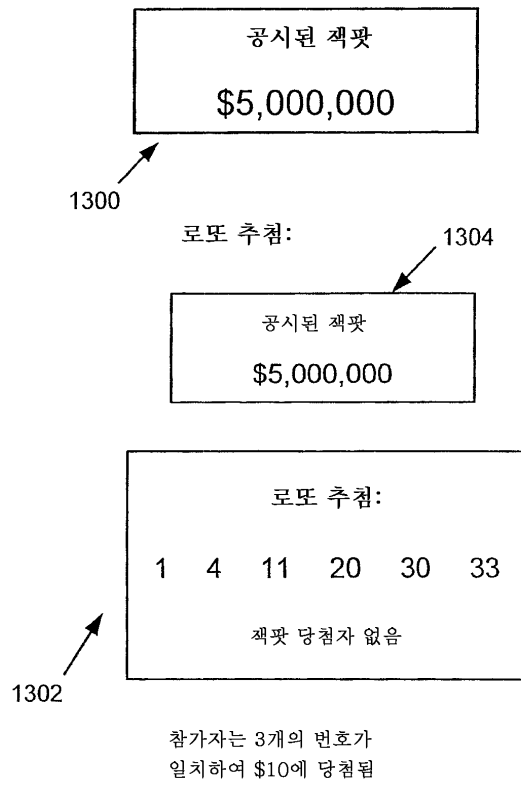 공시된 잭팟
$5,000,000
1300
로또 추첨:
1304
공시된 잭팟
$5,000,000
로또 추첨:
1 4 11 20 30 33
잭팟 당첨자 없음
1302
참가자는 3개의 번호가
일치하여 $10에 당첨됨